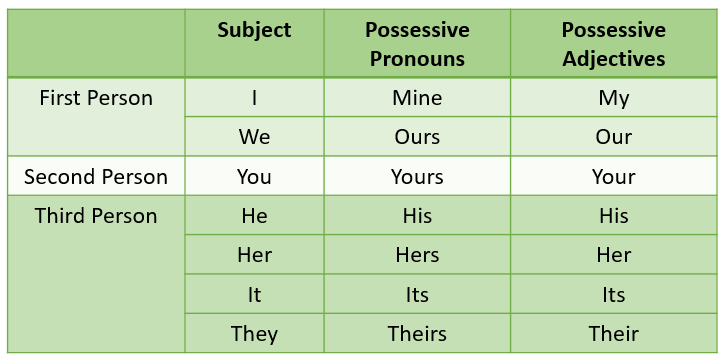 Subject Possessive Pronouns Possessive Adjectives
First Person I Mine My
We Ours Our
Second Person You Yours Your
Third Person He His His
Her Hers Her
It Its Its
They Theirs Their